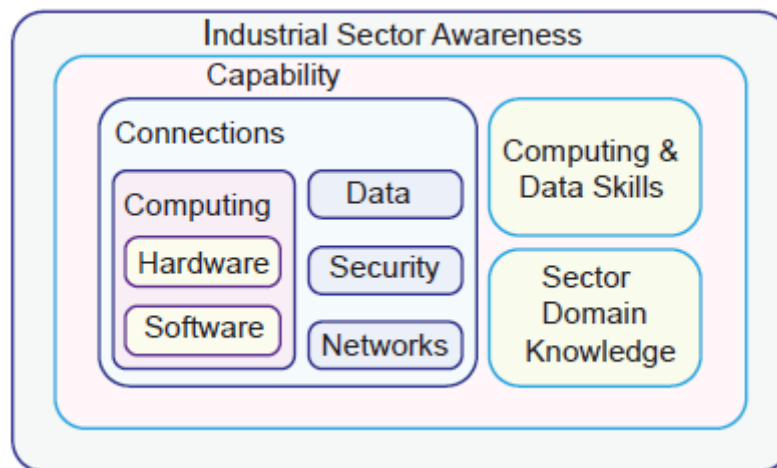 Industrial Sector Awareness
Capability
Connections
Computing
Hardware
Software
Data
Security
Networks
Computing &
Data Skills
Sector
Domain
Knowledge